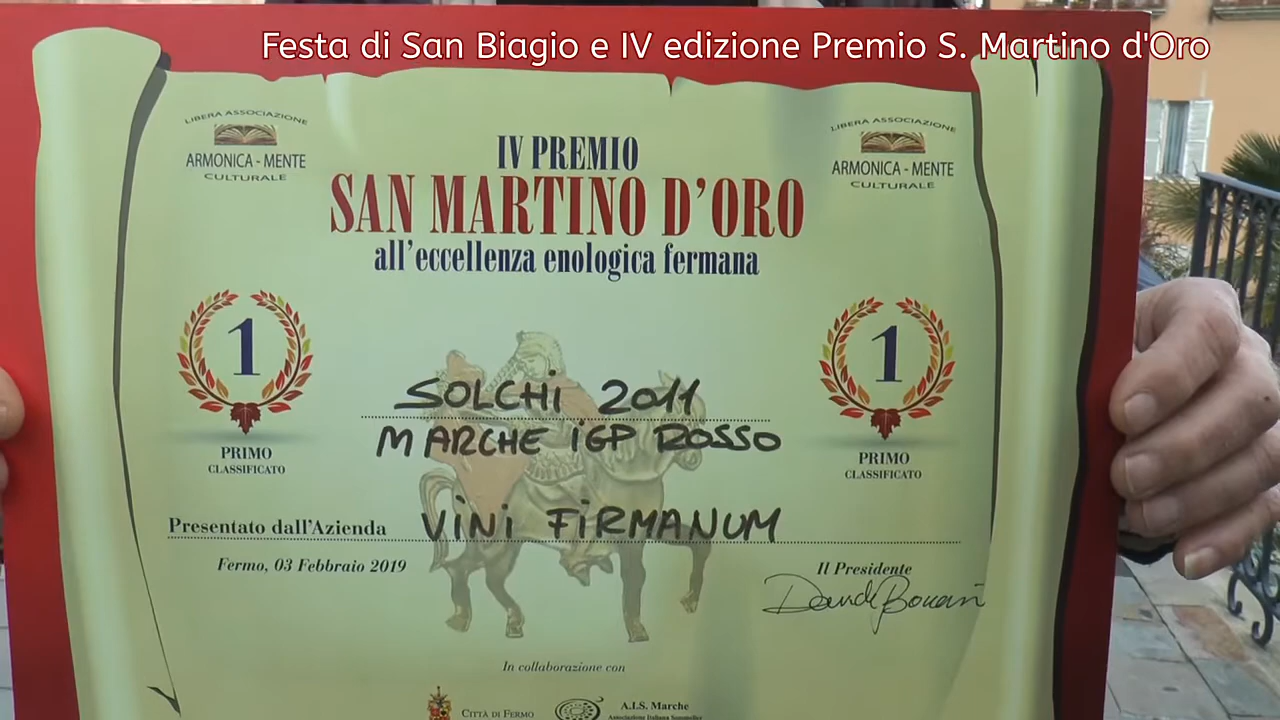 Festa di San Biagio e IV edizione Premio S. Martino d'Oro
LIBERA ASSOCIAZIONE
ARMONICA - MENTE
CULTURALE
LIBERA ASSOCIAZIONE
ARMONICA - MENTE
CULTURALE
IV PREMIO
SAN MARTINO D'ORO
all'eccellenza enologica fermana
1
PRIMO
CLASSIFICATO
1
PRIMO
CLASSIFICATO
SOLCHi 2011
MARCHE iGP ROSSO
Presentato dall'Azienda VINI FIRMANUM
Fermo, 03 Febbraio 2019
Il Presidente
In collaborazione con
CITTÀ DI FERMO
A.I.S. Marche
Associazione Italiana Sommelier